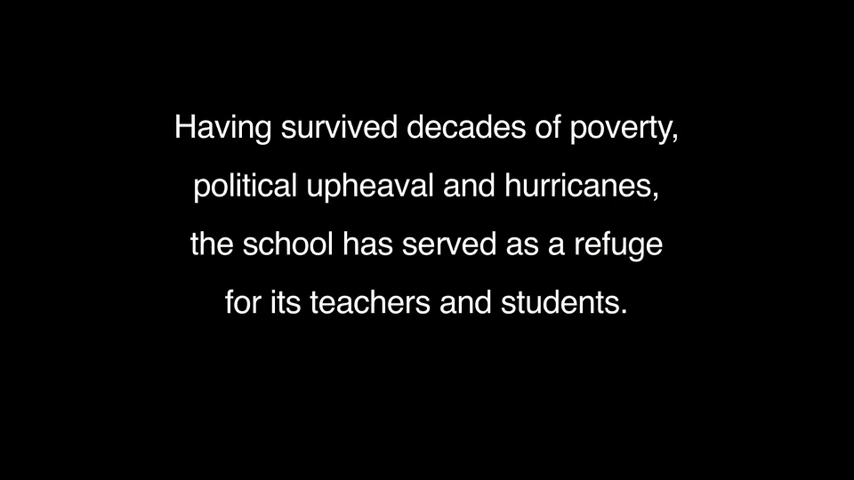 Having survived decades of poverty,
political upheaval and hurricanes,
the school has served as a refuge
for its teachers and students.